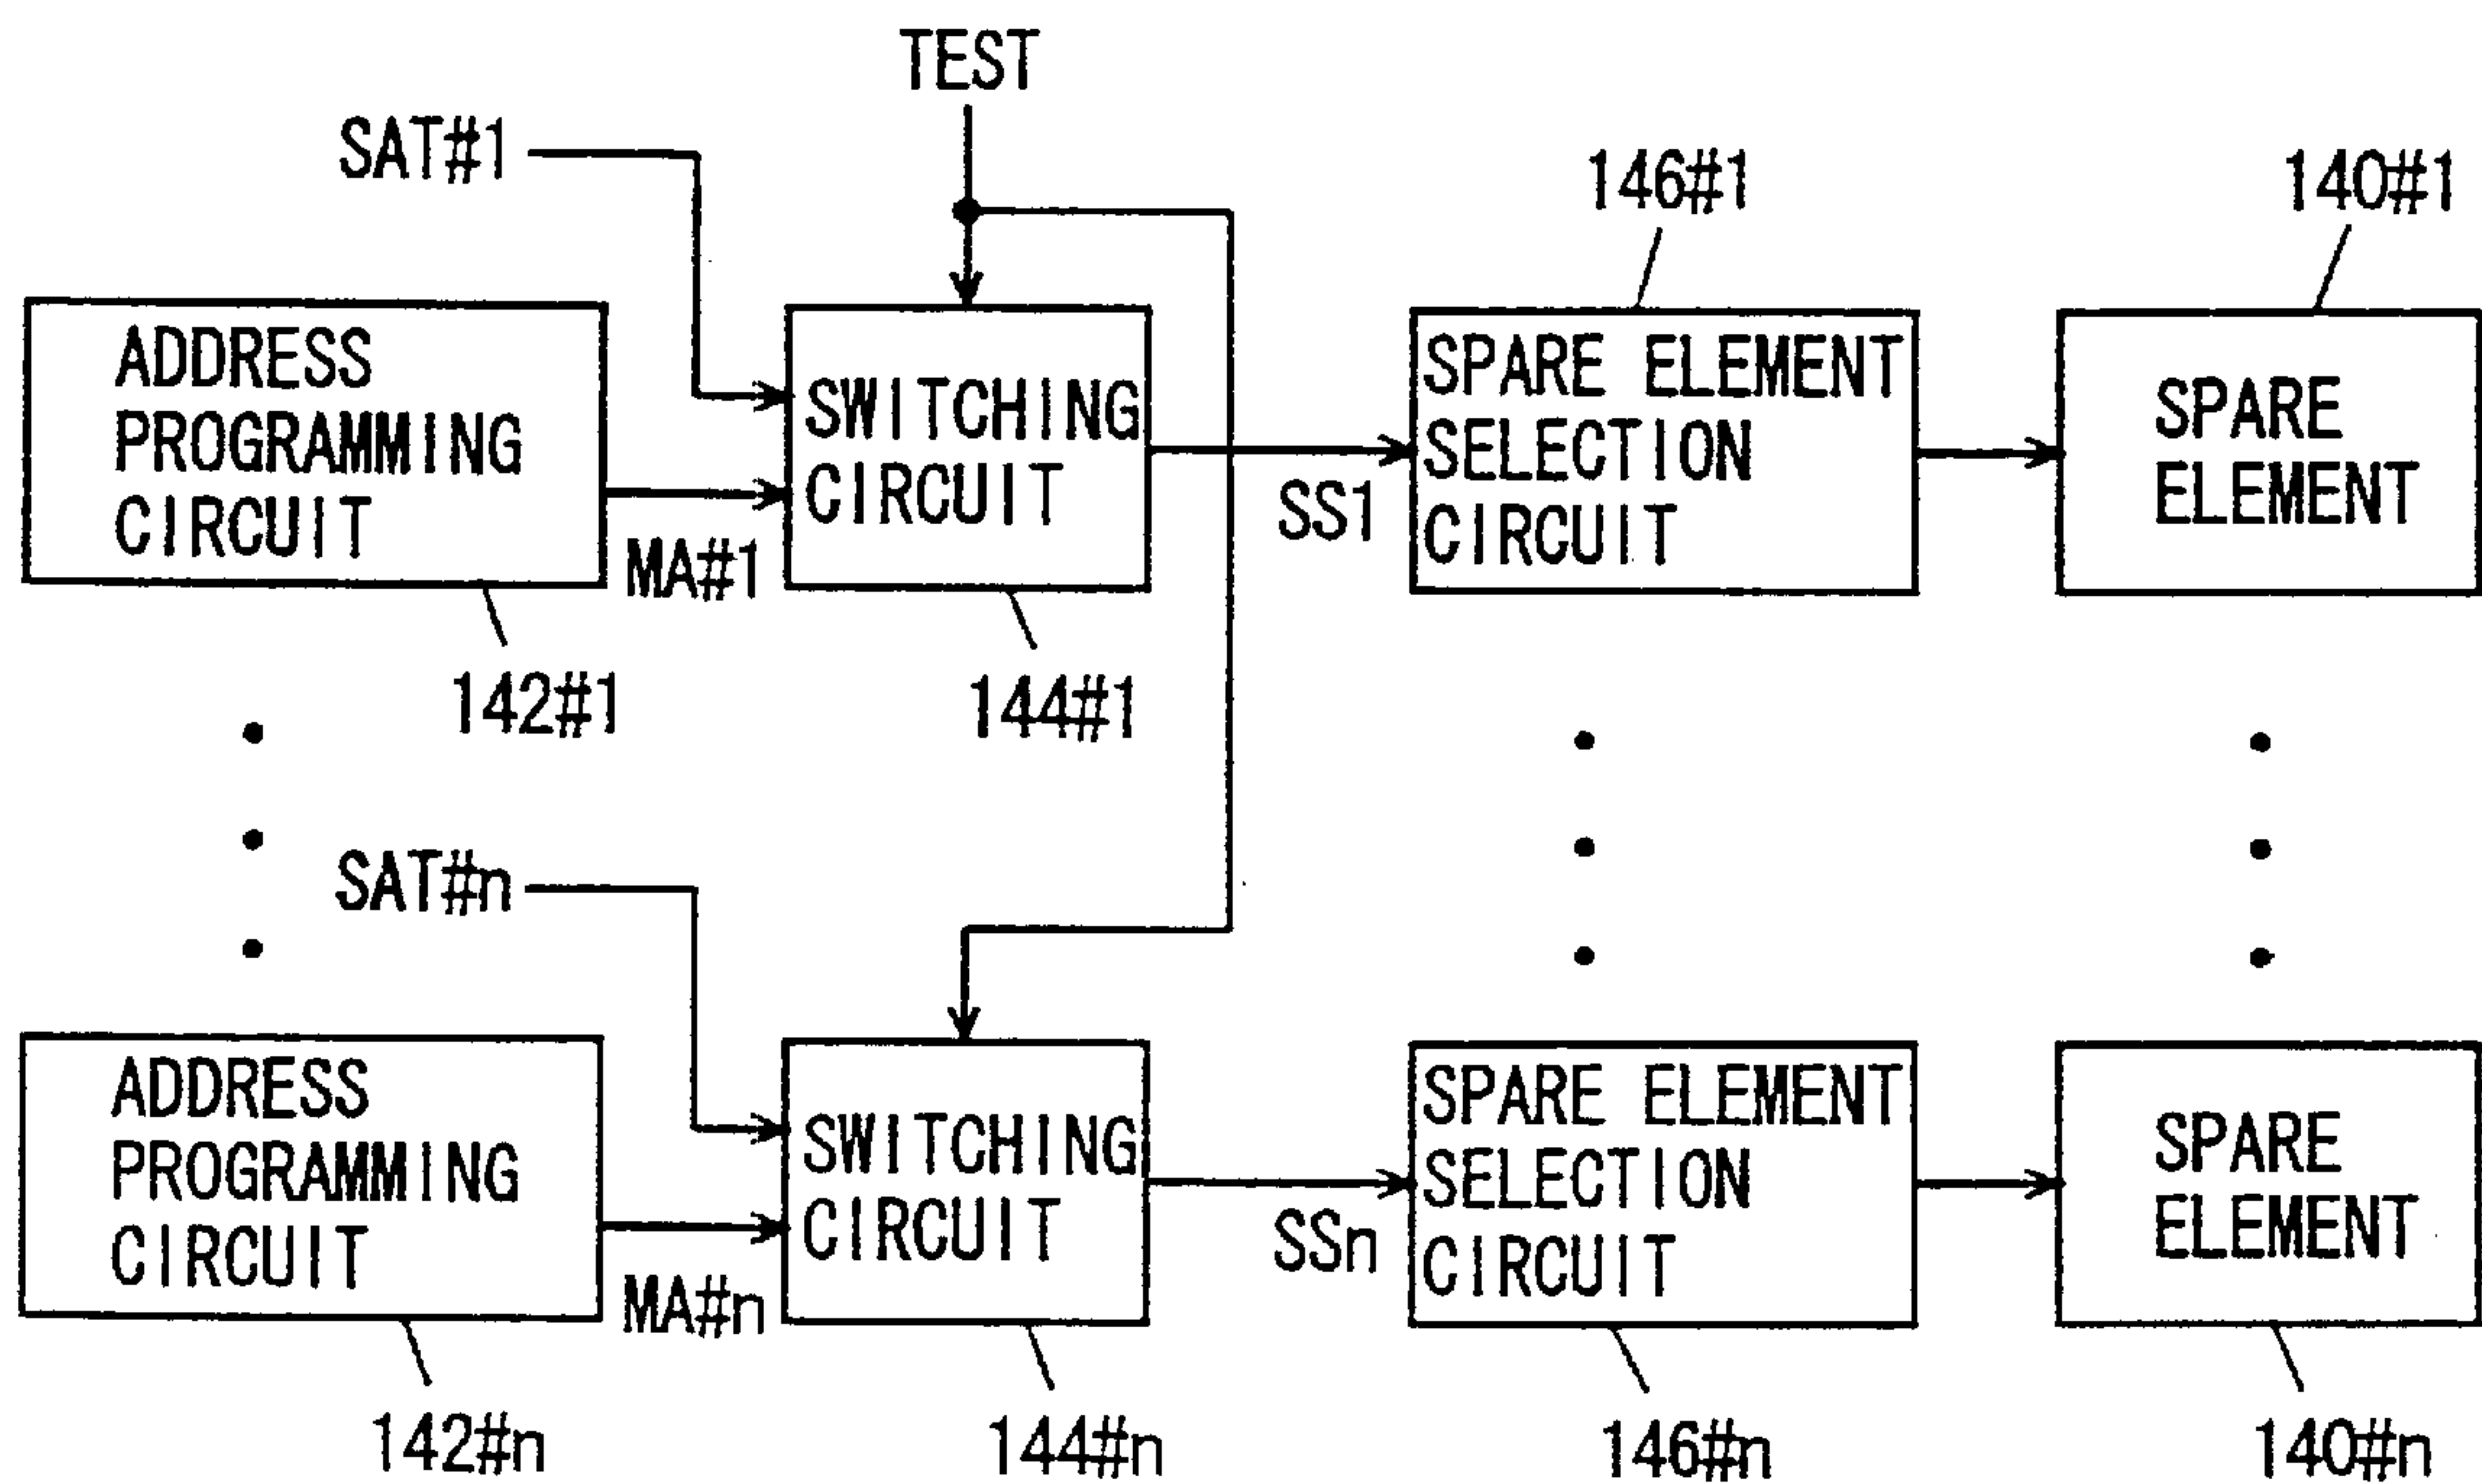 TEST
SAT#1
146#1
140#1
ADDRESS
PROGRAMMING
CIRCUIT
MA#1
SWITCHING
CIRCUIT
SS1
SPARE ELEMENT
SELECTION
CIRCUIT
SPARE
ELEMENT
142#1
144#1
SAT#n
ADDRESS
PROGRAMMING
CIRCUIT
MA#n
SWITCHING
CIRCUIT
SSn
SPARE ELEMENT
SELECTION
CIRCUIT
SPARE
ELEMENT
142#n
144#n
146#n
140#n